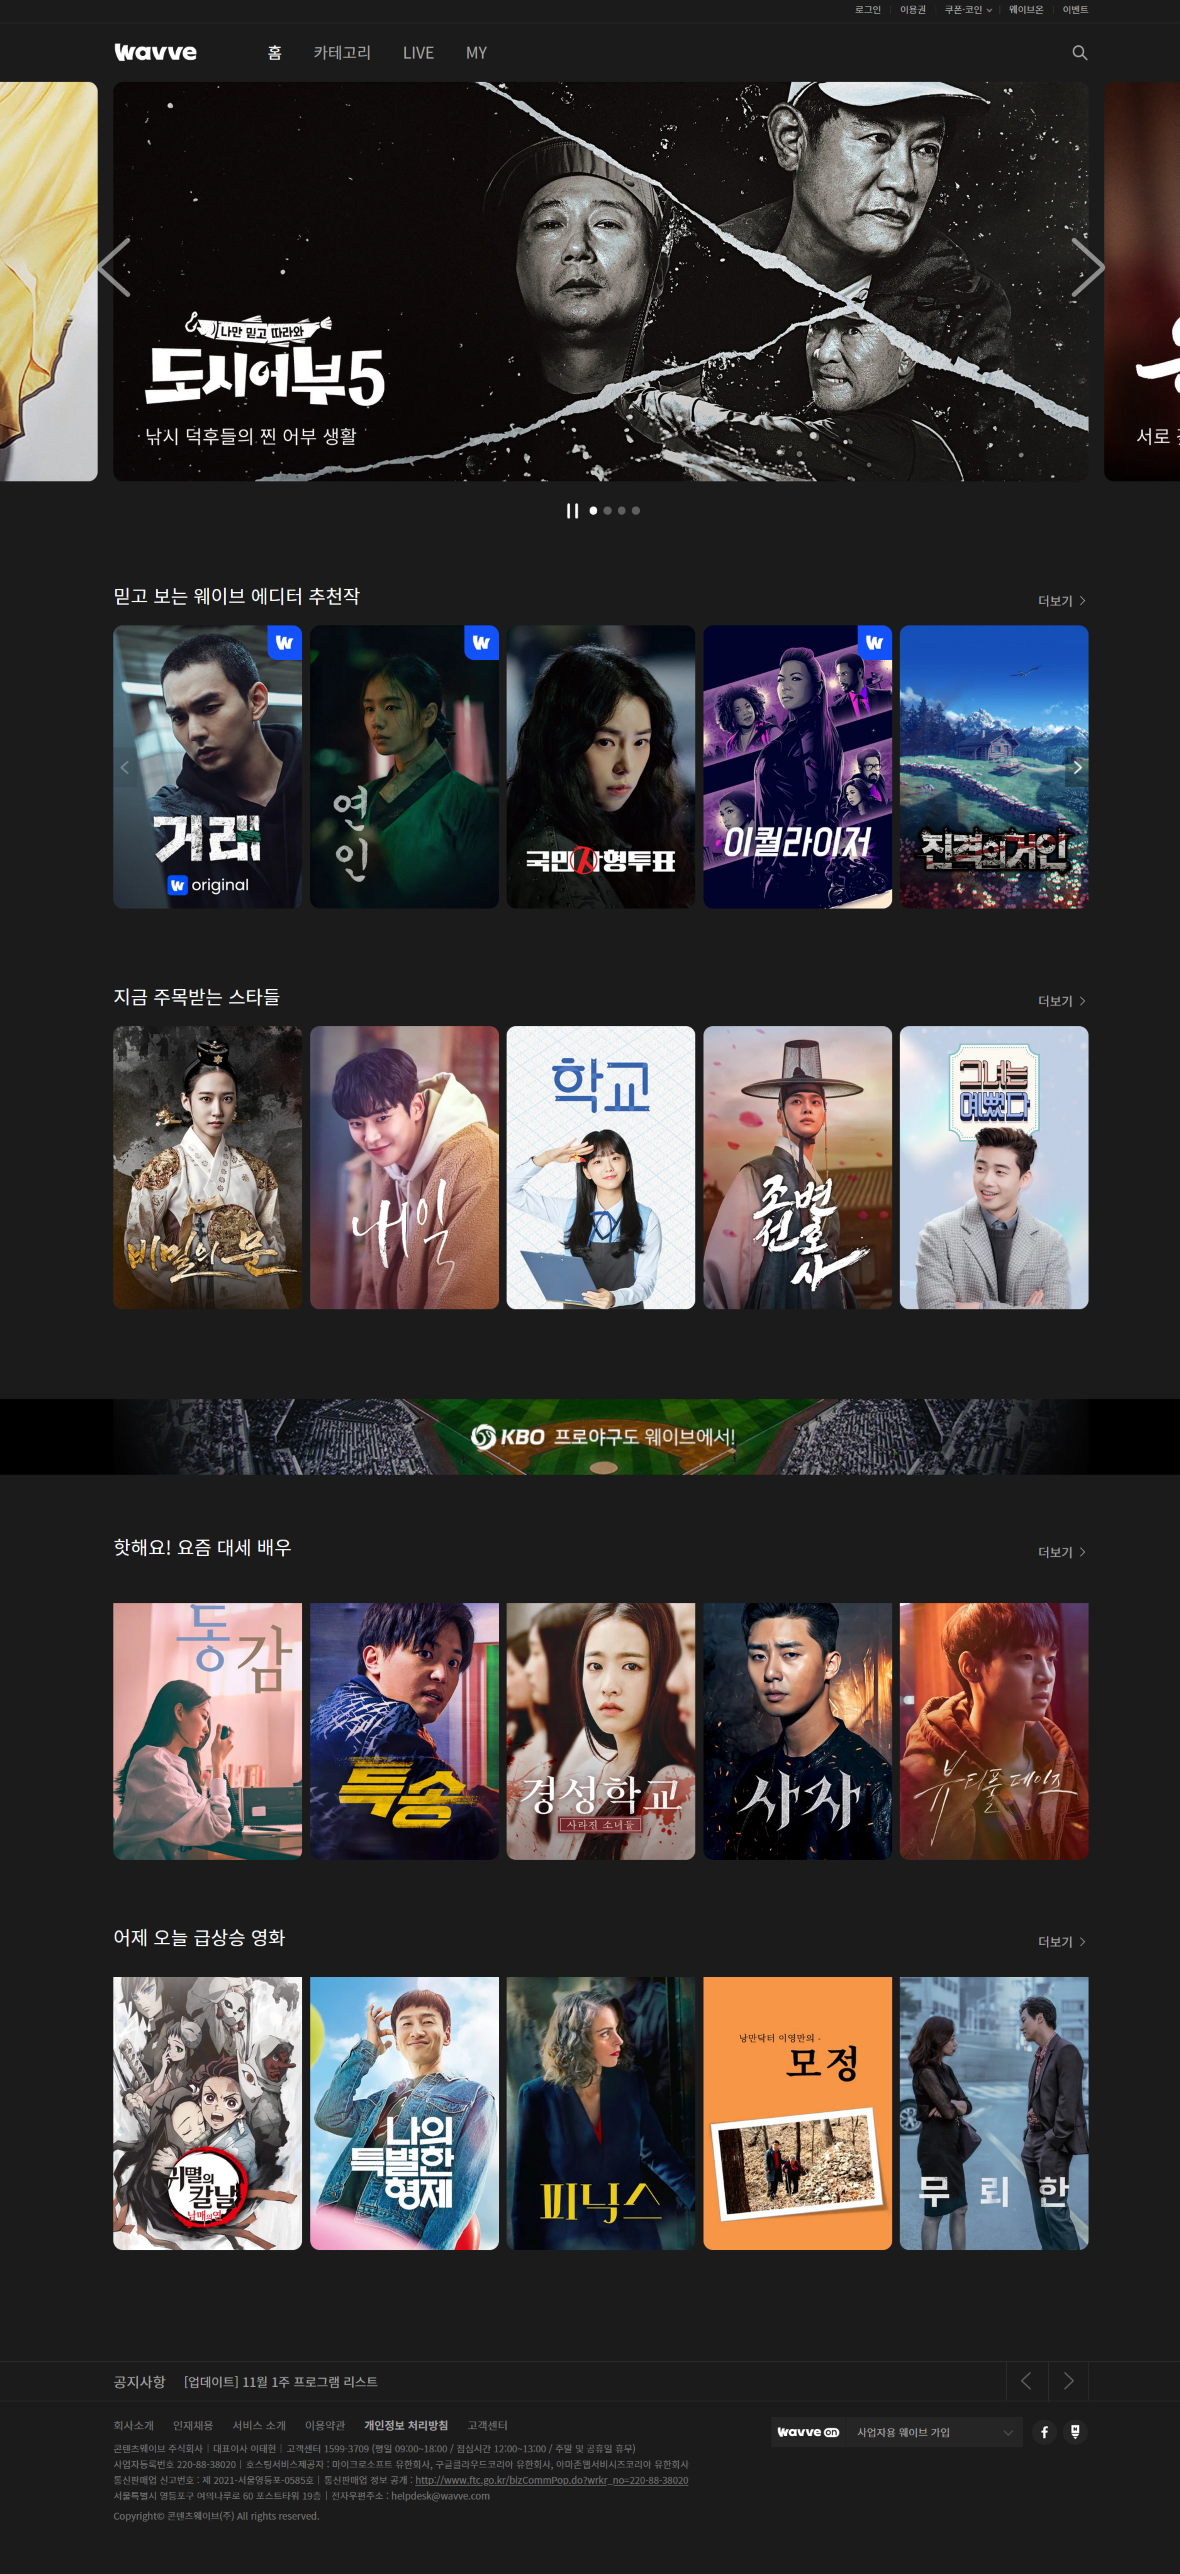 로그인 이용권 쿠폰·코인 웨이브온 이벤트
wavve 홈 카테고리 LIVE MY
나만 믿고 따라와
도시어부5
낚시 덕후들의 찐 어부 생활
서로
믿고 보는 웨이브 에디터 추천작
더보기
거래
W original
연인
국민사형투표
이퀄라이저
진격의 거인
지금 주목받는 스타들
더보기
비밀의 문
내일
학교
조선변호사
그녀는 예뻤다
KBO 프로야구도 웨이브에서!
핫해요! 요즘 대세 배우
더보기
동감
특송
경성학교
사라진 소녀들
사자
뷰티풀 데이즈
어제 오늘 급상승 영화
더보기
귀멸의 칼날
남매의 연
나의 특별한 형제
피닉스
낭만닥터 이영만의 -
모정
무뢰한
공지사항 [업데이트] 11월 1주 프로그램 리스트
회사소개 인재채용 서비스 소개 이용약관 개인정보 처리방침 고객센터
wavve on 사업자용 웨이브 가입
콘텐츠웨이브 주식회사 | 대표이사 이태현 | 고객센터 1599-3709 (평일 09:00~18:00 / 점심시간 12:00~13:00 / 주말 및 공휴일 휴무)
사업자등록번호 220-88-38020 | 호스팅서비스제공자 : 마이크로소프트 유한회사, 구글클라우드코리아 유한회사, 아마존웹서비시즈코리아 유한회사
통신판매업 신고번호 : 제 2021-서울영등포-0585호 | 통신판매업 정보 공개 : http://www.ftc.go.kr/bizCommPop.do?wrkr_no=220-88-38020
서울특별시 영등포구 여의나루로 60 포스트타워 19층 | 전자우편주소 : helpdesk@wavve.com
Copyright© 콘텐츠웨이브(주) All rights reserved.